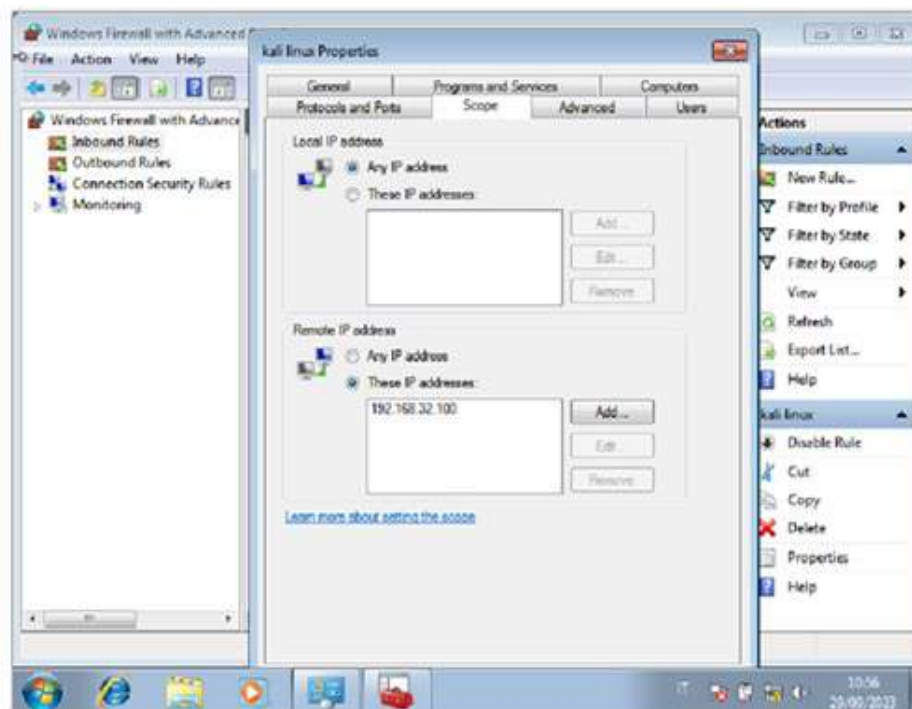 Windows Firewall with Advanced
File Action View Help
Windows Firewall with Advance
Inbound Rules
Outbound Rules
Connection Security Rules
Monitoring
kali linux Properties
General
Programs and Services
Computers
Protocols and Ports
Scope
Advanced
Users
Local IP address
Any IP address
These IP addresses:
Add...
Edit...
Remove
Remote IP address
Any IP address
These IP addresses:
192.168.32.100
Add...
Edit...
Remove
Learn more about setting the scope
Actions
Inbound Rules
New Rule...
Filter by Profile
Filter by State
Filter by Group
View
Refresh
Export List...
Help
kali linux
Disable Rule
Cut
Copy
Delete
Properties
Help
IT
10:56
20/09/2023